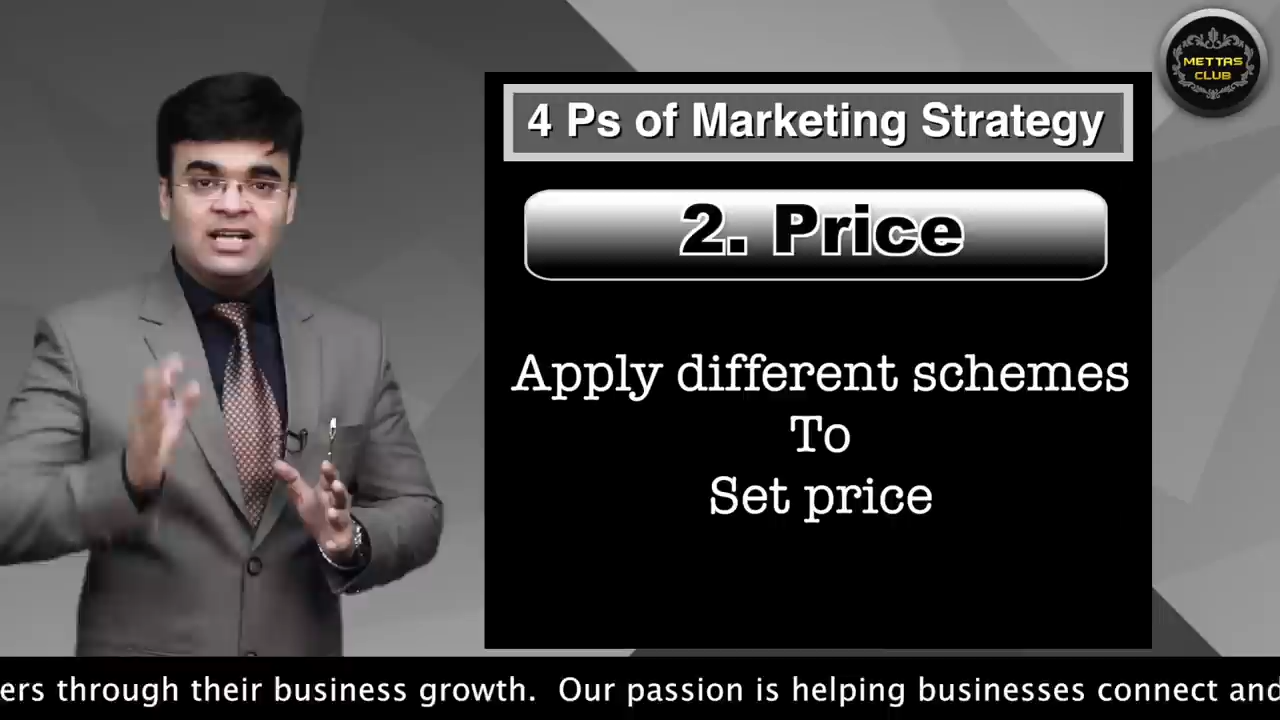 METTAS
CLUB
4 Ps of Marketing Strategy
2. Price
Apply different schemes
To
Set price
ers through their business growth.  Our passion is helping businesses connect and